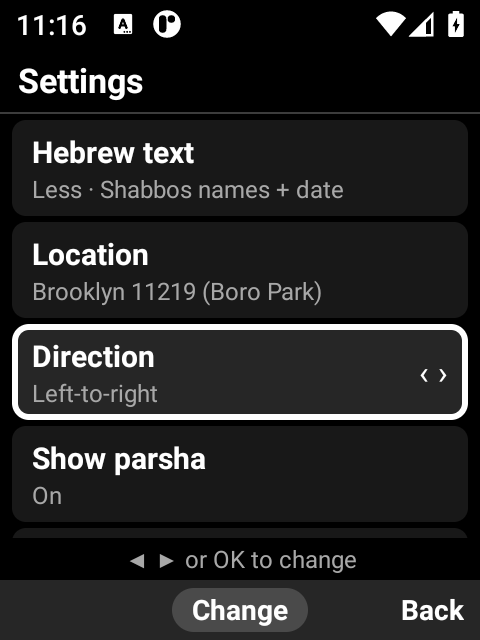 11:16
Settings
Hebrew text
Less · Shabbos names + date
Location
Brooklyn 11219 (Boro Park)
Direction
Left-to-right
‹ ›
Show parsha
On
◄ ► or OK to change
Change
Back